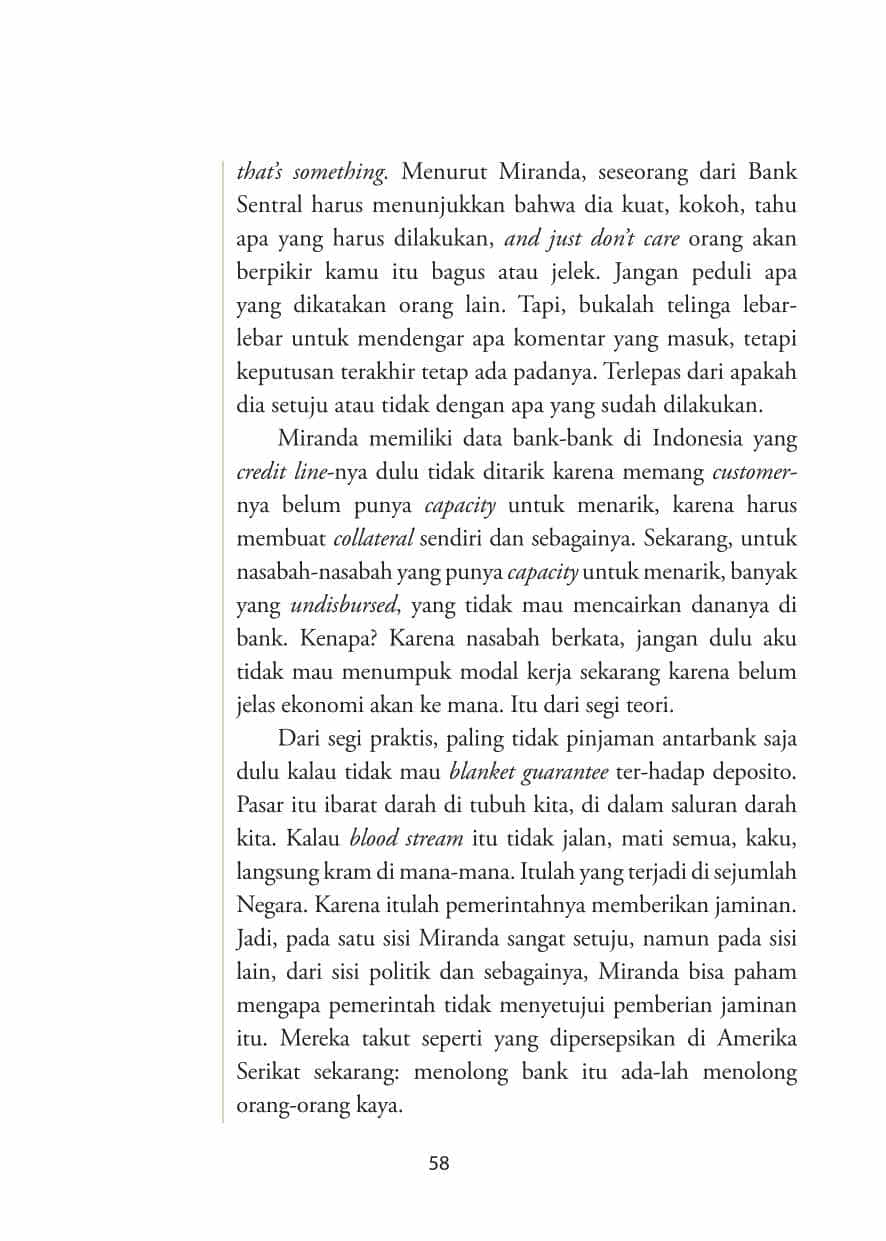 that's something. Menurut Miranda, seseorang dari Bank
Sentral harus menunjukkan bahwa dia kuat, kokoh, tahu
apa yang harus dilakukan, and just don't care orang akan
berpikir kamu itu bagus atau jelek. Jangan peduli apa
yang dikatakan orang lain. Tapi, bukalah telinga lebar-
lebar untuk mendengar apa komentar yang masuk, tetapi
keputusan terakhir tetap ada padanya. Terlepas dari apakah
dia setuju atau tidak dengan apa yang sudah dilakukan.
Miranda memiliki data bank-bank di Indonesia yang
credit line-nya dulu tidak ditarik karena memang customer-
nya belum punya capacity untuk menarik, karena harus
membuat collateral sendiri dan sebagainya. Sekarang, untuk
nasabah-nasabah yang punya capacity untuk menarik, banyak
yang undisbursed, yang tidak mau mencairkan dananya di
bank. Kenapa? Karena nasabah berkata, jangan dulu aku
tidak mau menumpuk modal kerja sekarang karena belum
jelas ekonomi akan ke mana. Itu dari segi teori.
Dari segi praktis, paling tidak pinjaman antarbank saja
dulu kalau tidak mau blanket guarantee ter-hadap deposito.
Pasar itu ibarat darah di tubuh kita, di dalam saluran darah
kita. Kalau blood stream itu tidak jalan, mati semua, kaku,
langsung kram di mana-mana. Itulah yang terjadi di sejumlah
Negara. Karena itulah pemerintahnya memberikan jaminan.
Jadi, pada satu sisi Miranda sangat setuju, namun pada sisi
lain, dari sisi politik dan sebagainya, Miranda bisa paham
mengapa pemerintah tidak menyetujui pemberian jaminan
itu. Mereka takut seperti yang dipersepsikan di Amerika
Serikat sekarang: menolong bank itu ada-lah menolong
orang-orang kaya.
58